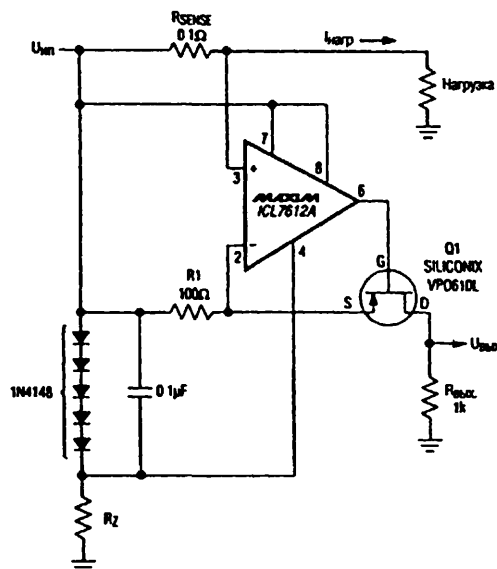 RSENSE
0.1Ω
Uип
Iнагр
Нагрузка
7
8
3
+
MAXIM
ICL7612A
6
2
−
4
R1
100Ω
Q1
SILICONIX
VP0610L
G
S
D
Uвых
1N4148
0.1µF
Rвых.
1k
RZ